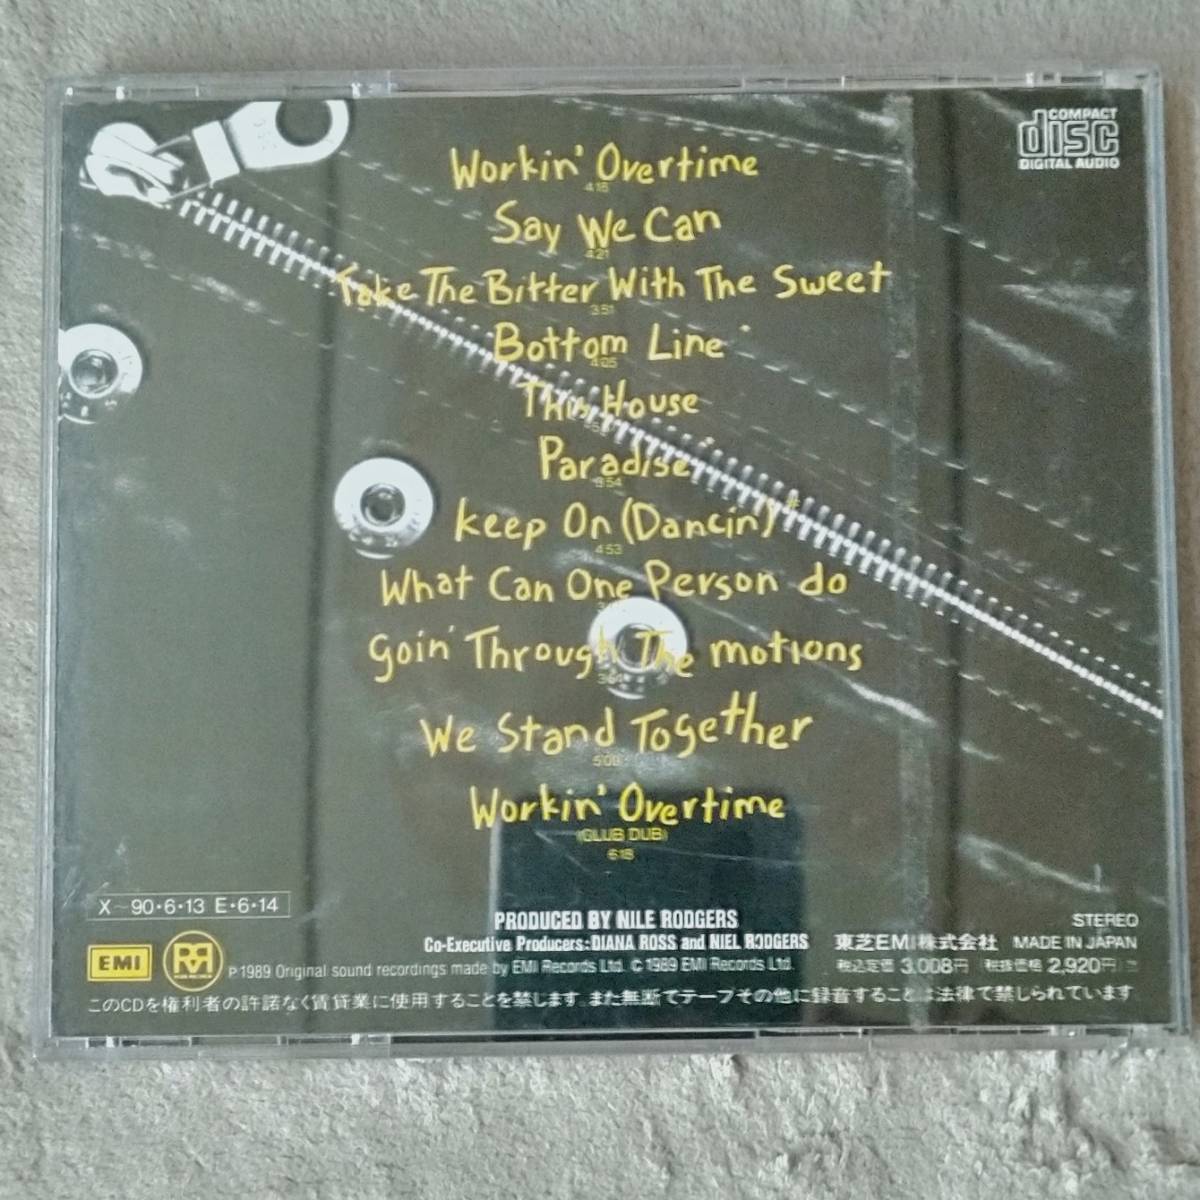 COMPACT
disc
DIGITAL AUDIO
Workin' Overtime
4:18
Say We Can
4:21
Take The Bitter With The Sweet
3:51
Bottom Line
4:05
This House
Paradise
3:54
Keep On (Dancin)
4:53
What Can One Person do
goin' Through The motions
We Stand Together
5:00
Workin' Overtime
(CLUB DUB)
6:18
X-90・6・13 E・6・14
PRODUCED BY NILE RODGERS
STEREO
Co-Executive Producers: DIANA ROSS and NIEL RODGERS
東芝EMI株式会社 MADE IN JAPAN
EMI
P1989 Original sound recordings made by EMI Records Ltd. © 1989 EMI Records Ltd.
税込定価 3,008円 (税抜価格 2,920円)
このCDを権利者の許諾なく賃貸業に使用することを禁じます。また無断でテープその他に録音することは法律で禁じられています